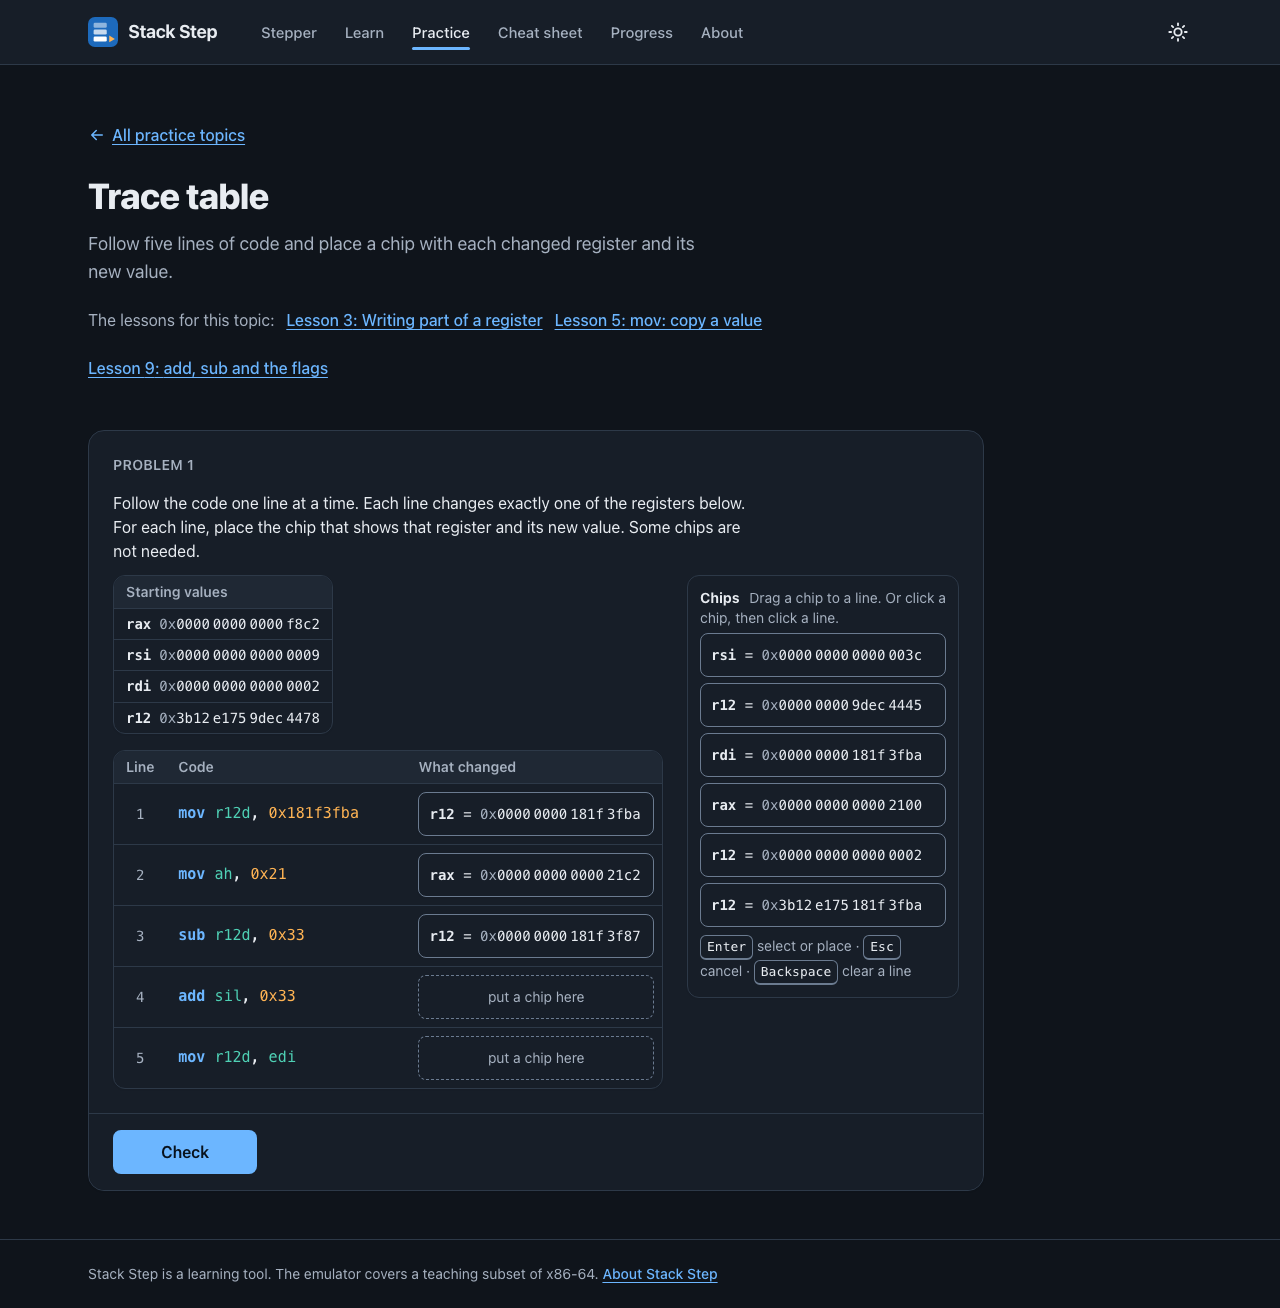 Stack Step
Stepper
Learn
Practice
Cheat sheet
Progress
About
← All practice topics
Trace table
Follow five lines of code and place a chip with each changed register and its
new value.
The lessons for this topic: Lesson 3: Writing part of a register Lesson 5: mov: copy a value
Lesson 9: add, sub and the flags
PROBLEM 1
Follow the code one line at a time. Each line changes exactly one of the registers below.
For each line, place the chip that shows that register and its new value. Some chips are
not needed.
Starting values
rax 0x0000 0000 0000 f8c2
rsi 0x0000 0000 0000 0009
rdi 0x0000 0000 0000 0002
r12 0x3b12 e175 9dec 4478
Line Code What changed
1 mov r12d, 0x181f3fba r12 = 0x0000 0000 181f 3fba
2 mov ah, 0x21 rax = 0x0000 0000 0000 21c2
3 sub r12d, 0x33 r12 = 0x0000 0000 181f 3f87
4 add sil, 0x33 put a chip here
5 mov r12d, edi put a chip here
Chips Drag a chip to a line. Or click a
chip, then click a line.
rsi = 0x0000 0000 0000 003c
r12 = 0x0000 0000 9dec 4445
rdi = 0x0000 0000 181f 3fba
rax = 0x0000 0000 0000 2100
r12 = 0x0000 0000 0000 0002
r12 = 0x3b12 e175 181f 3fba
Enter select or place · Esc
cancel · Backspace clear a line
Check
Stack Step is a learning tool. The emulator covers a teaching subset of x86-64. About Stack Step